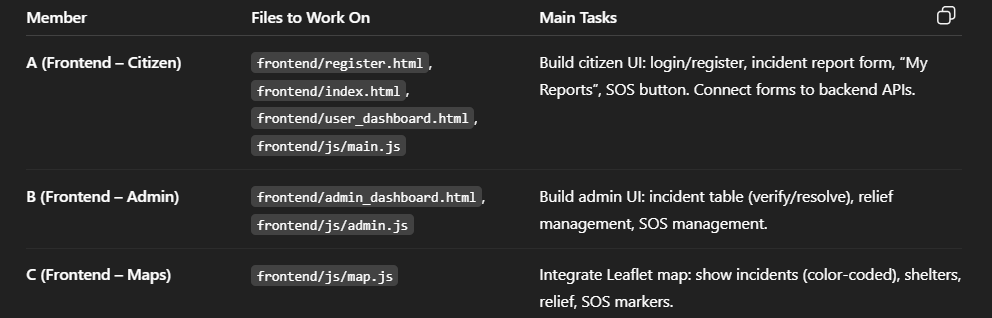 Member Files to Work On Main Tasks
A (Frontend – Citizen) frontend/register.html, Build citizen UI: login/register, incident report form, “My
frontend/index.html, Reports”, SOS button. Connect forms to backend APIs.
frontend/user_dashboard.html,
frontend/js/main.js
B (Frontend – Admin) frontend/admin_dashboard.html, Build admin UI: incident table (verify/resolve), relief
frontend/js/admin.js management, SOS management.
C (Frontend – Maps) frontend/js/map.js Integrate Leaflet map: show incidents (color-coded), shelters,
relief, SOS markers.